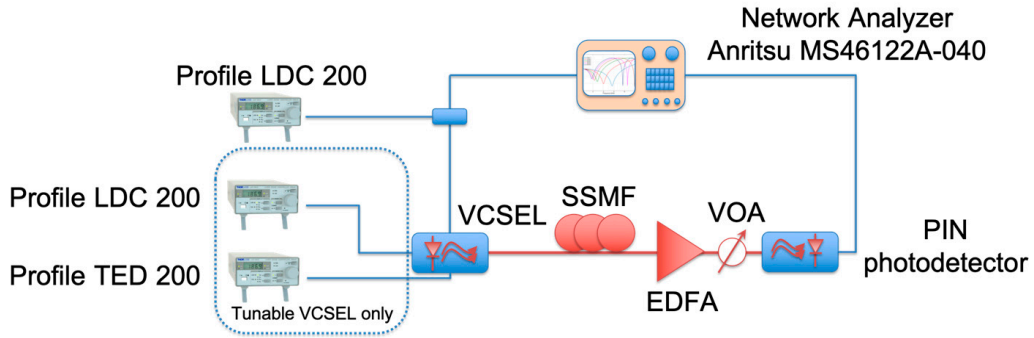 Network Analyzer
Anritsu MS46122A-040
Profile LDC 200
Profile LDC 200
Profile TED 200
Tunable VCSEL only
VCSEL
SSMF
EDFA
VOA
PIN
photodetector